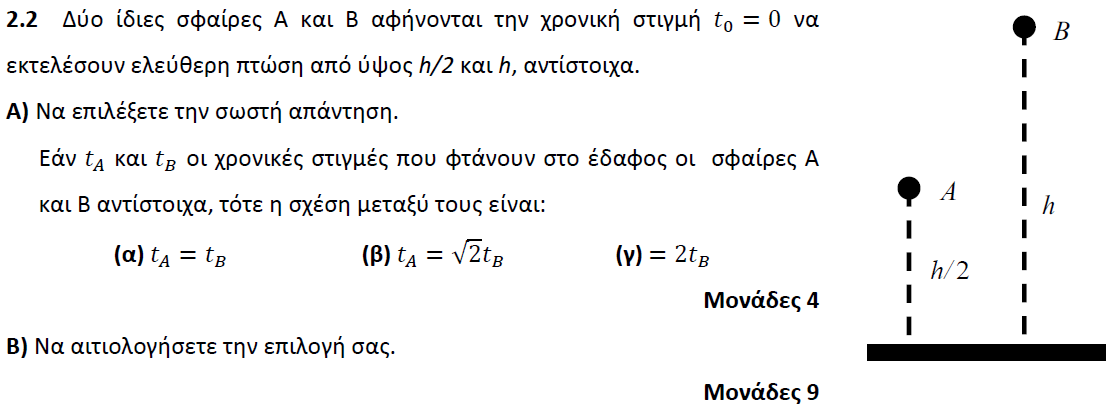 2.2 Δύο ίδιες σφαίρες Α και Β αφήνονται την χρονική στιγμή t₀ = 0 να
εκτελέσουν ελεύθερη πτώση από ύψος h/2 και h, αντίστοιχα.
Α) Να επιλέξετε την σωστή απάντηση.
Εάν t_A και t_B οι χρονικές στιγμές που φτάνουν στο έδαφος οι σφαίρες Α
και Β αντίστοιχα, τότε η σχέση μεταξύ τους είναι:
(α) t_A = t_B (β) t_A = √2t_B (γ) = 2t_B
Μονάδες 4
Β) Να αιτιολογήσετε την επιλογή σας.
Μονάδες 9
B
A
h
h/2